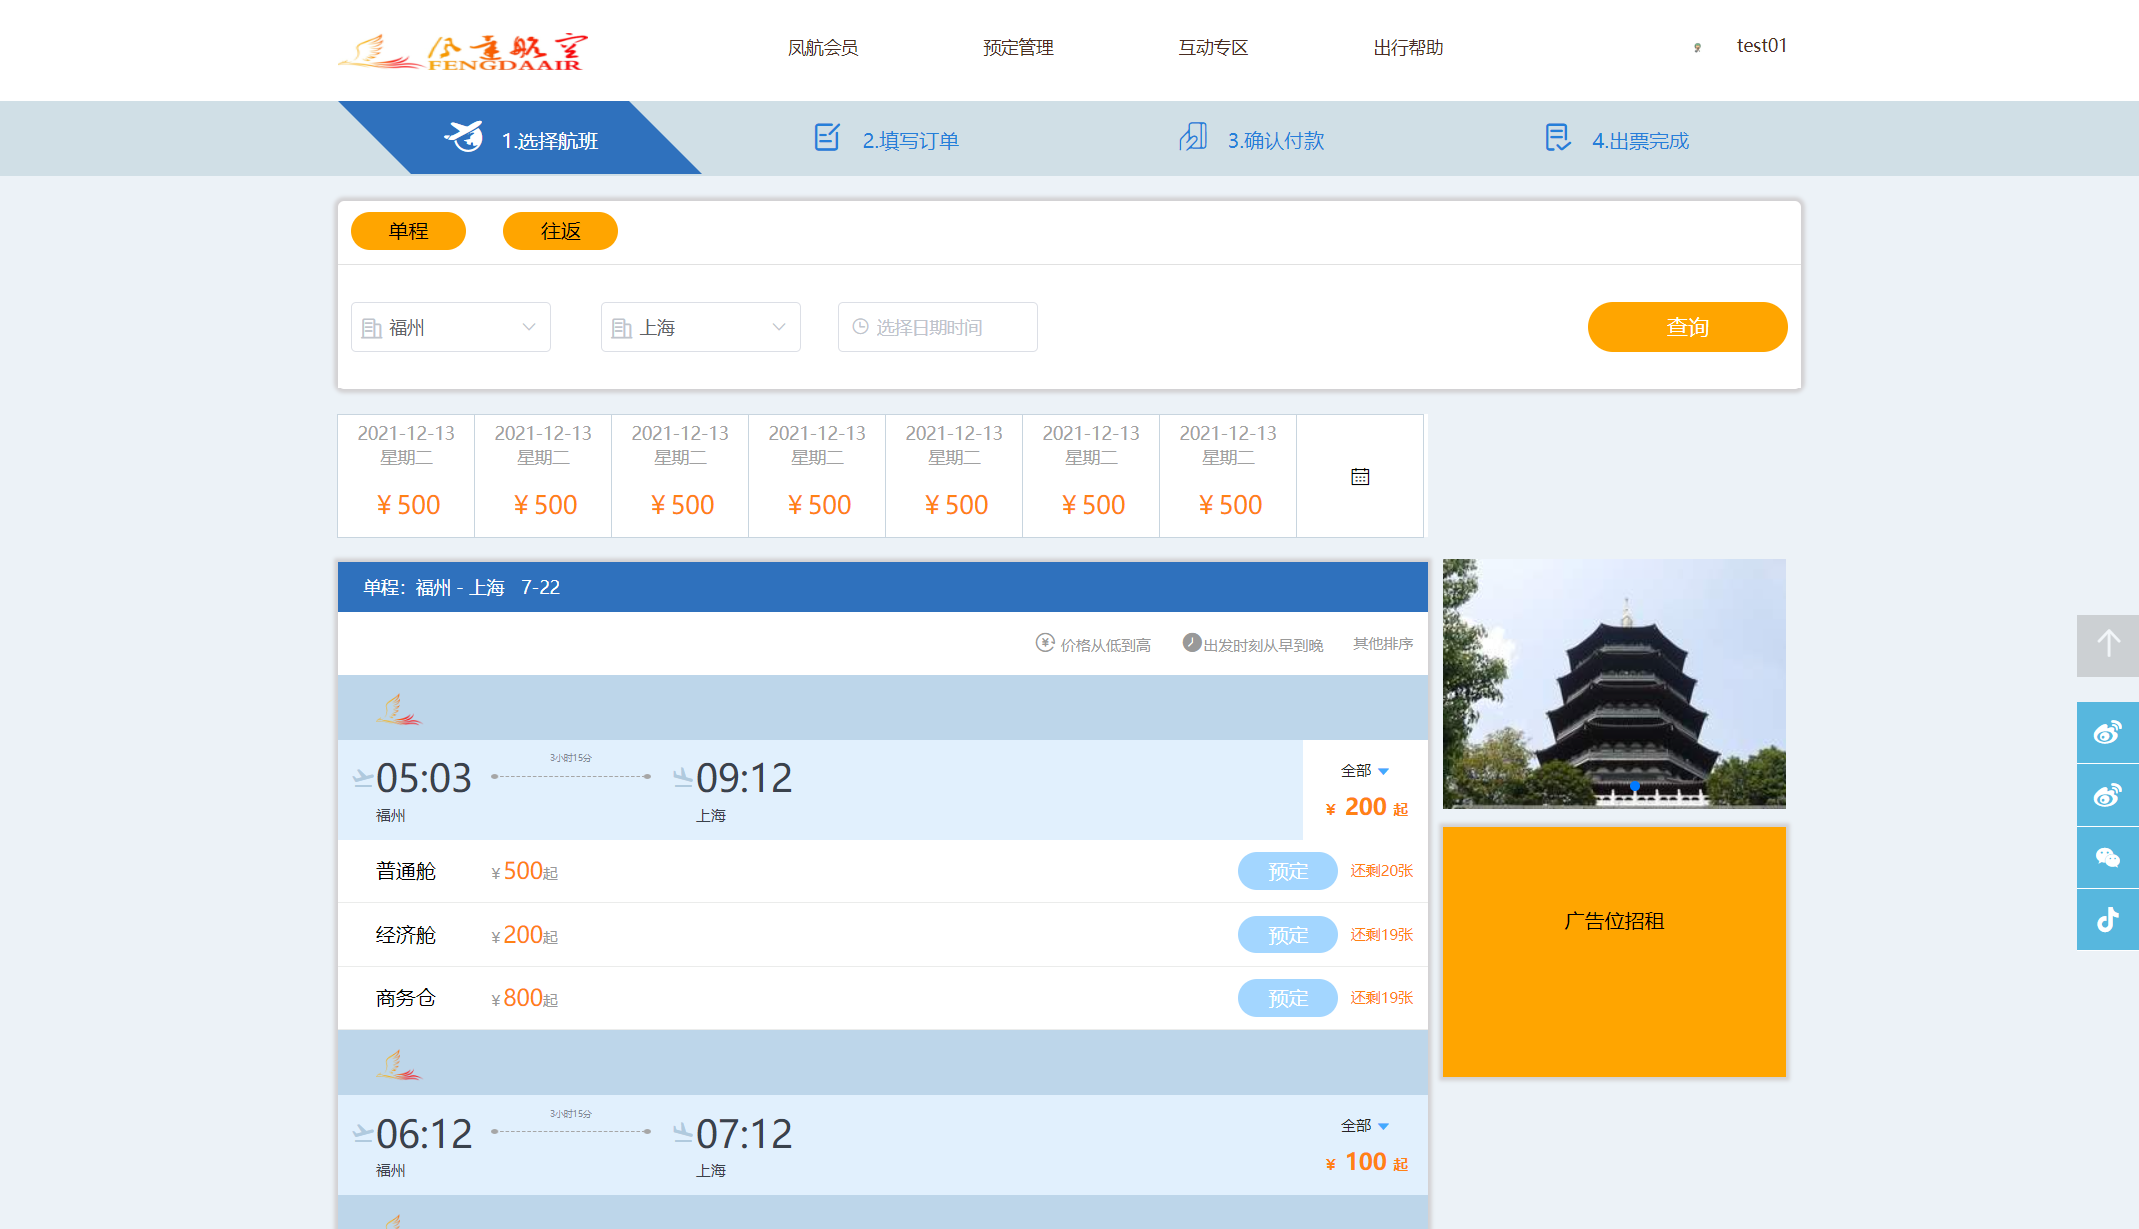 FENGDAAIR
凤航会员
预定管理
互动专区
出行帮助
test01
1.选择航班
2.填写订单
3.确认付款
4.出票完成
单程
往返
福州
上海
选择日期时间
查询
2021-12-13
星期二
¥ 500
2021-12-13
星期二
¥ 500
2021-12-13
星期二
¥ 500
2021-12-13
星期二
¥ 500
2021-12-13
星期二
¥ 500
2021-12-13
星期二
¥ 500
2021-12-13
星期二
¥ 500
单程：福州 - 上海 7-22
价格从低到高
出发时刻从早到晚
其他排序
05:03
3小时15分
09:12
福州
上海
全部
¥ 200 起
普通舱 ¥500起 预定 还剩20张
经济舱 ¥200起 预定 还剩19张
商务仓 ¥800起 预定 还剩19张
06:12
3小时15分
07:12
福州
上海
全部
¥ 100 起
广告位招租